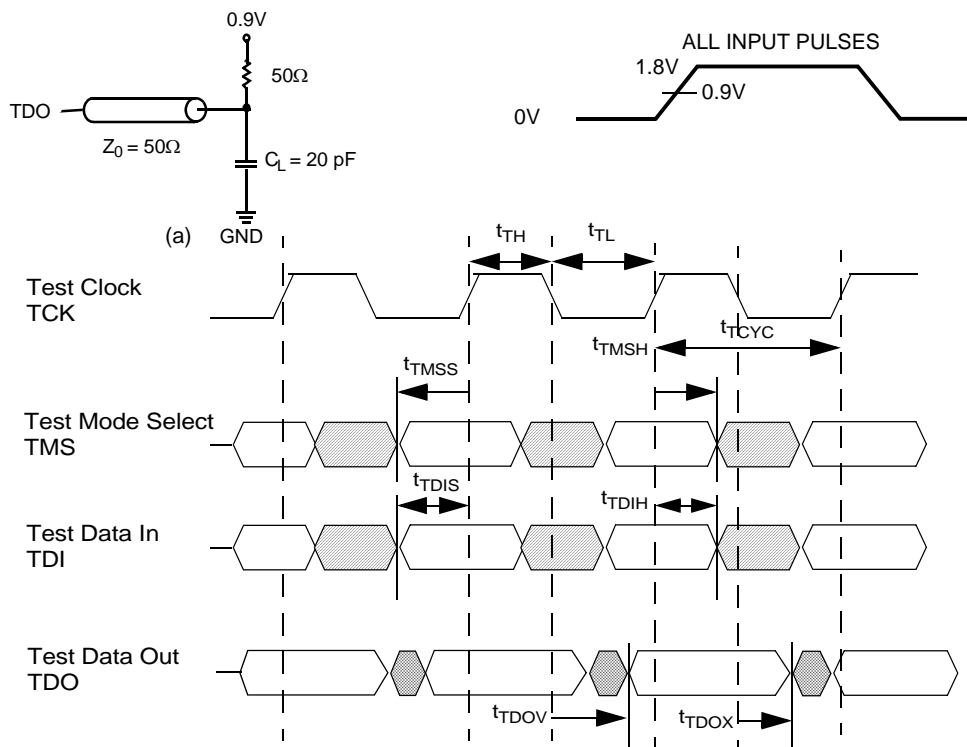 0.9V
50Ω
TDO
Z0 = 50Ω
CL = 20 pF
(a)
GND
ALL INPUT PULSES
1.8V
0.9V
0V
tTH
tTL
Test Clock
TCK
tTMSH
tTCYC
tTMSS
Test Mode Select
TMS
tTDIS
tTDIH
Test Data In
TDI
Test Data Out
TDO
tTDOV
tTDOX